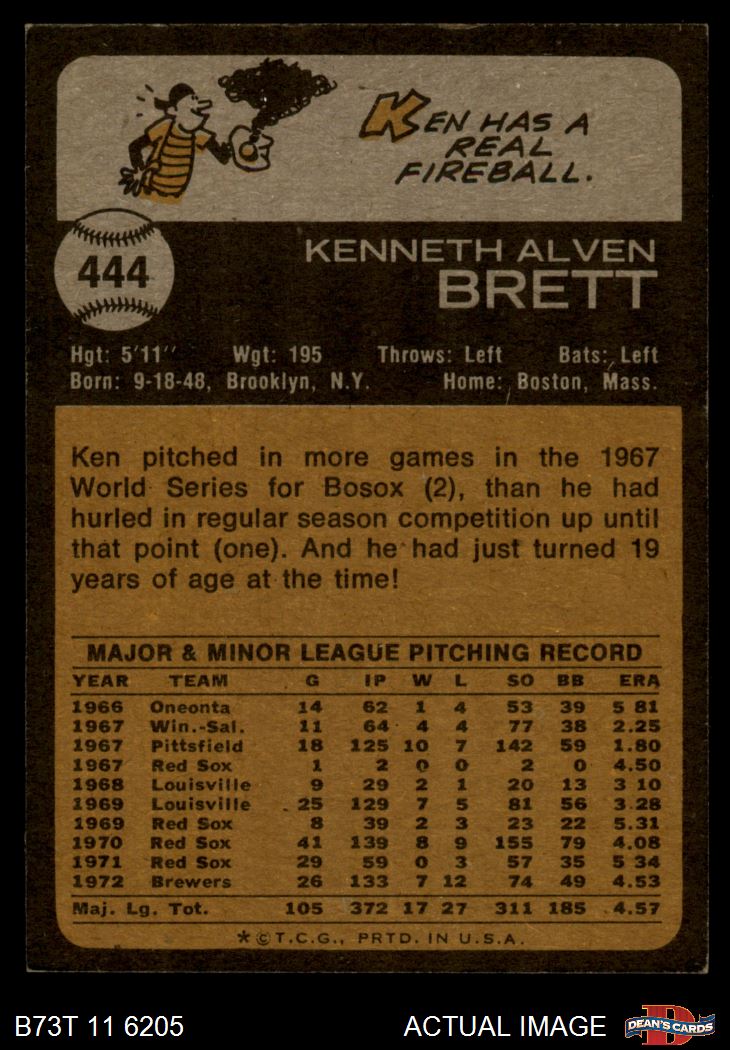 KEN HAS A
REAL
FIREBALL.
444
KENNETH ALVEN
BRETT
Hgt: 5'11'' Wgt: 195 Throws: Left Bats: Left
Born: 9-18-48, Brooklyn, N.Y. Home: Boston, Mass.
Ken pitched in more games in the 1967
World Series for Bosox (2), than he had
hurled in regular season competition up until
that point (one). And he had just turned 19
years of age at the time!
MAJOR & MINOR LEAGUE PITCHING RECORD
YEAR TEAM G IP W L SO BB ERA
1966 Oneonta 14 62 1 4 53 39 5 81
1967 Win.-Sal. 11 64 4 4 77 38 2.25
1967 Pittsfield 18 125 10 7 142 59 1.80
1967 Red Sox 1 2 0 0 2 0 4.50
1968 Louisville 9 29 2 1 20 13 3 10
1969 Louisville 25 129 7 5 81 56 3.28
1969 Red Sox 8 39 2 3 23 22 5.31
1970 Red Sox 41 139 8 9 155 79 4.08
1971 Red Sox 29 59 0 3 57 35 5 34
1972 Brewers 26 133 7 12 74 49 4.53
Maj. Lg. Tot. 105 372 17 27 311 185 4.57
*©T.C.G., PRTD. IN U.S.A.
B73T 11 6205 ACTUAL IMAGE D DEAN'S CARDS